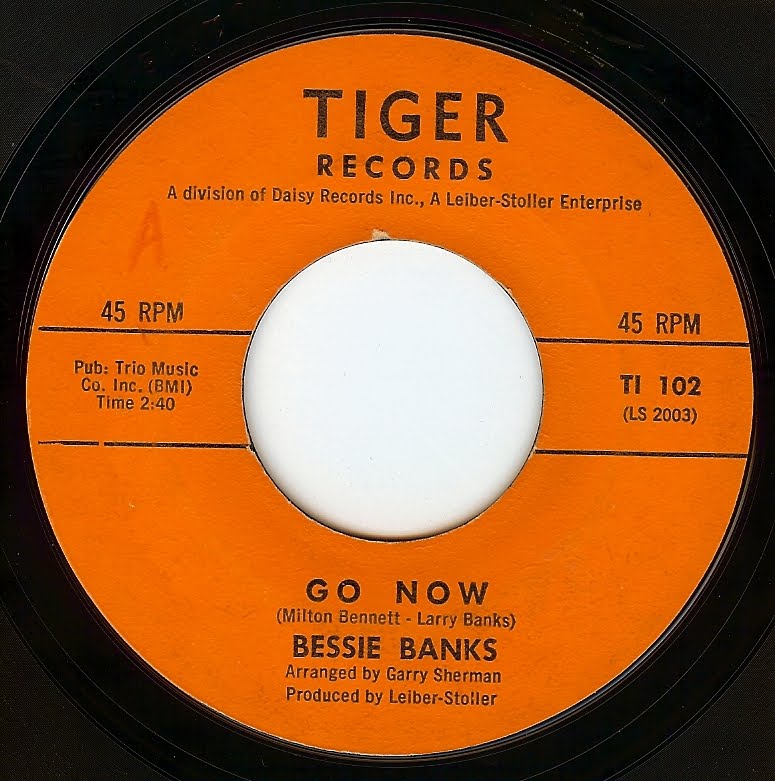 TIGER
RECORDS
A division of Daisy Records Inc., A Leiber-Stoller Enterprise
A
45 RPM
45 RPM
Pub: Trio Music
Co. Inc. (BMI)
Time 2:40
TI 102
(LS 2003)
GO NOW
(Milton Bennett - Larry Banks)
BESSIE BANKS
Arranged by Garry Sherman
Produced by Leiber-Stoller